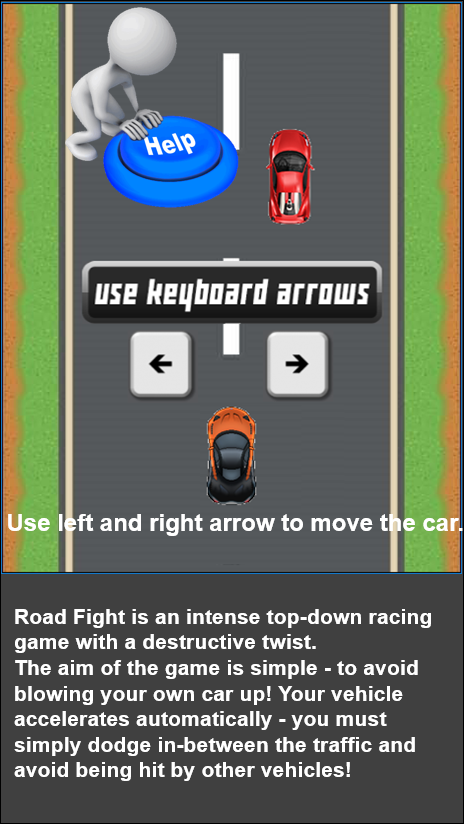 Help
USE KEYBOARD ARROWS
← →
Use left and right arrow to move the car.
Road Fight is an intense top-down racing
game with a destructive twist.
The aim of the game is simple - to avoid
blowing your own car up! Your vehicle
accelerates automatically - you must
simply dodge in-between the traffic and
avoid being hit by other vehicles!